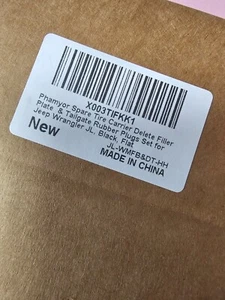 X003TIFKK1
Phamyor Spare Tire Carrier Delete Filler
Plate & Tailgate Rubber Plugs Set for
Jeep Wrangler JL, Black, Flat
New
JL-WMFB&DT-HH
MADE IN CHINA